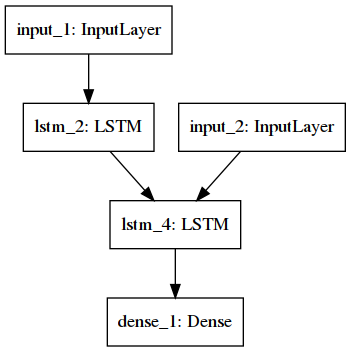 input_1: InputLayer
lstm_2: LSTM
input_2: InputLayer
lstm_4: LSTM
dense_1: Dense